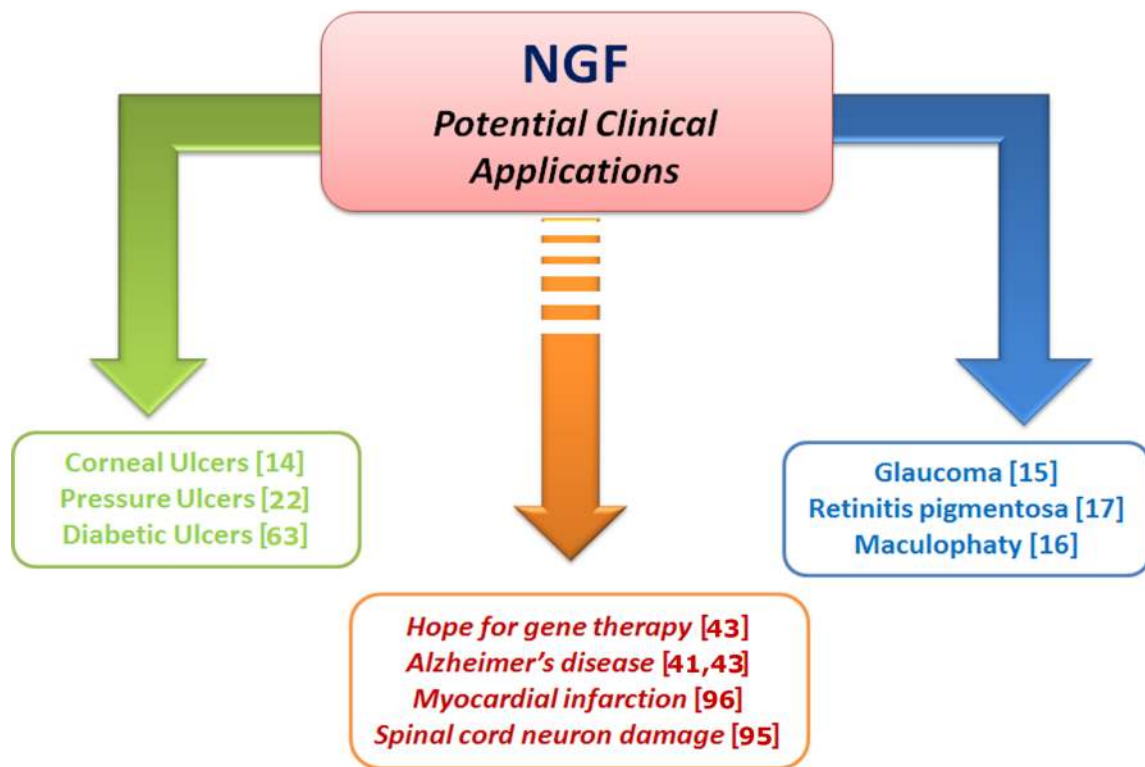 NGF
Potential Clinical
Applications
Corneal Ulcers [14]
Pressure Ulcers [22]
Diabetic Ulcers [63]
Hope for gene therapy [43]
Alzheimer's disease [41,43]
Myocardial infarction [96]
Spinal cord neuron damage [95]
Glaucoma [15]
Retinitis pigmentosa [17]
Maculophaty [16]